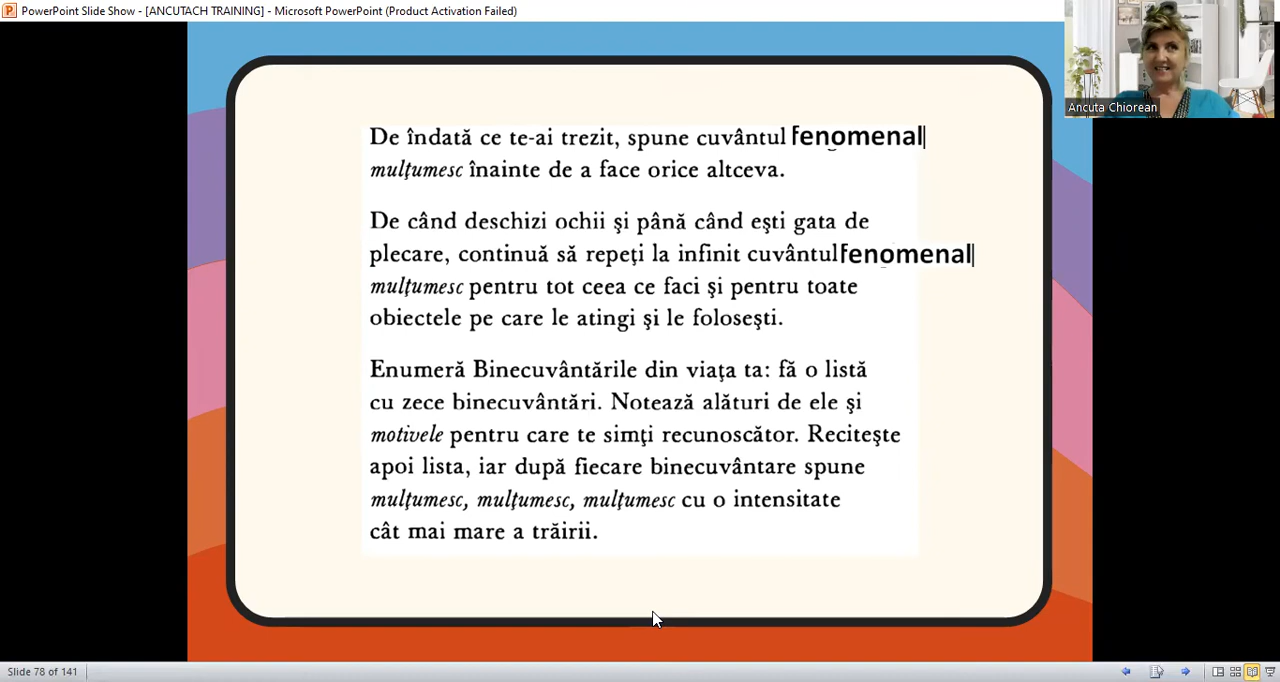 PowerPoint Slide Show - [ANCUTACH TRAINING] - Microsoft PowerPoint (Product Activation Failed)
Ancuta Chiorean
De îndată ce te-ai trezit, spune cuvântul fenomenal
mulţumesc înainte de a face orice altceva.
De când deschizi ochii şi până când eşti gata de
plecare, continuă să repeţi la infinit cuvântul fenomenal
mulţumesc pentru tot ceea ce faci şi pentru toate
obiectele pe care le atingi şi le foloseşti.
Enumeră Binecuvântările din viaţa ta: fă o listă
cu zece binecuvântări. Notează alături de ele şi
motivele pentru care te simţi recunoscător. Reciteşte
apoi lista, iar după fiecare binecuvântare spune
mulţumesc, mulţumesc, mulţumesc cu o intensitate
cât mai mare a trăirii.
Slide 78 of 141